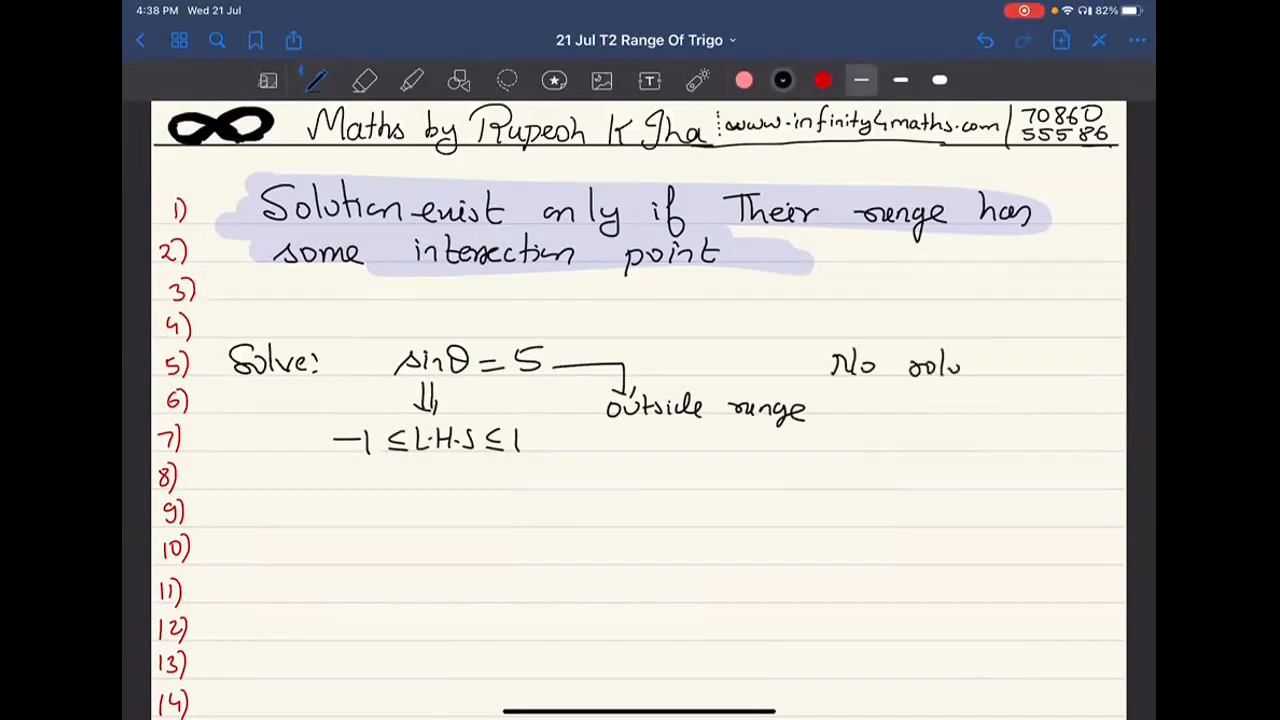 4:38 PM Wed 21 Jul
82%
21 Jul T2 Range Of Trigo
Maths by Rupesh K Jha www.infinity4maths.com 70860 55586
1) Solution exist only if Their range has
2) some intersection point
3)
4)
5) Solve: sinθ = 5 No solu
6) outside range
7) -1 ≤ L.H.S ≤ 1
8)
9)
10)
11)
12)
13)
14)